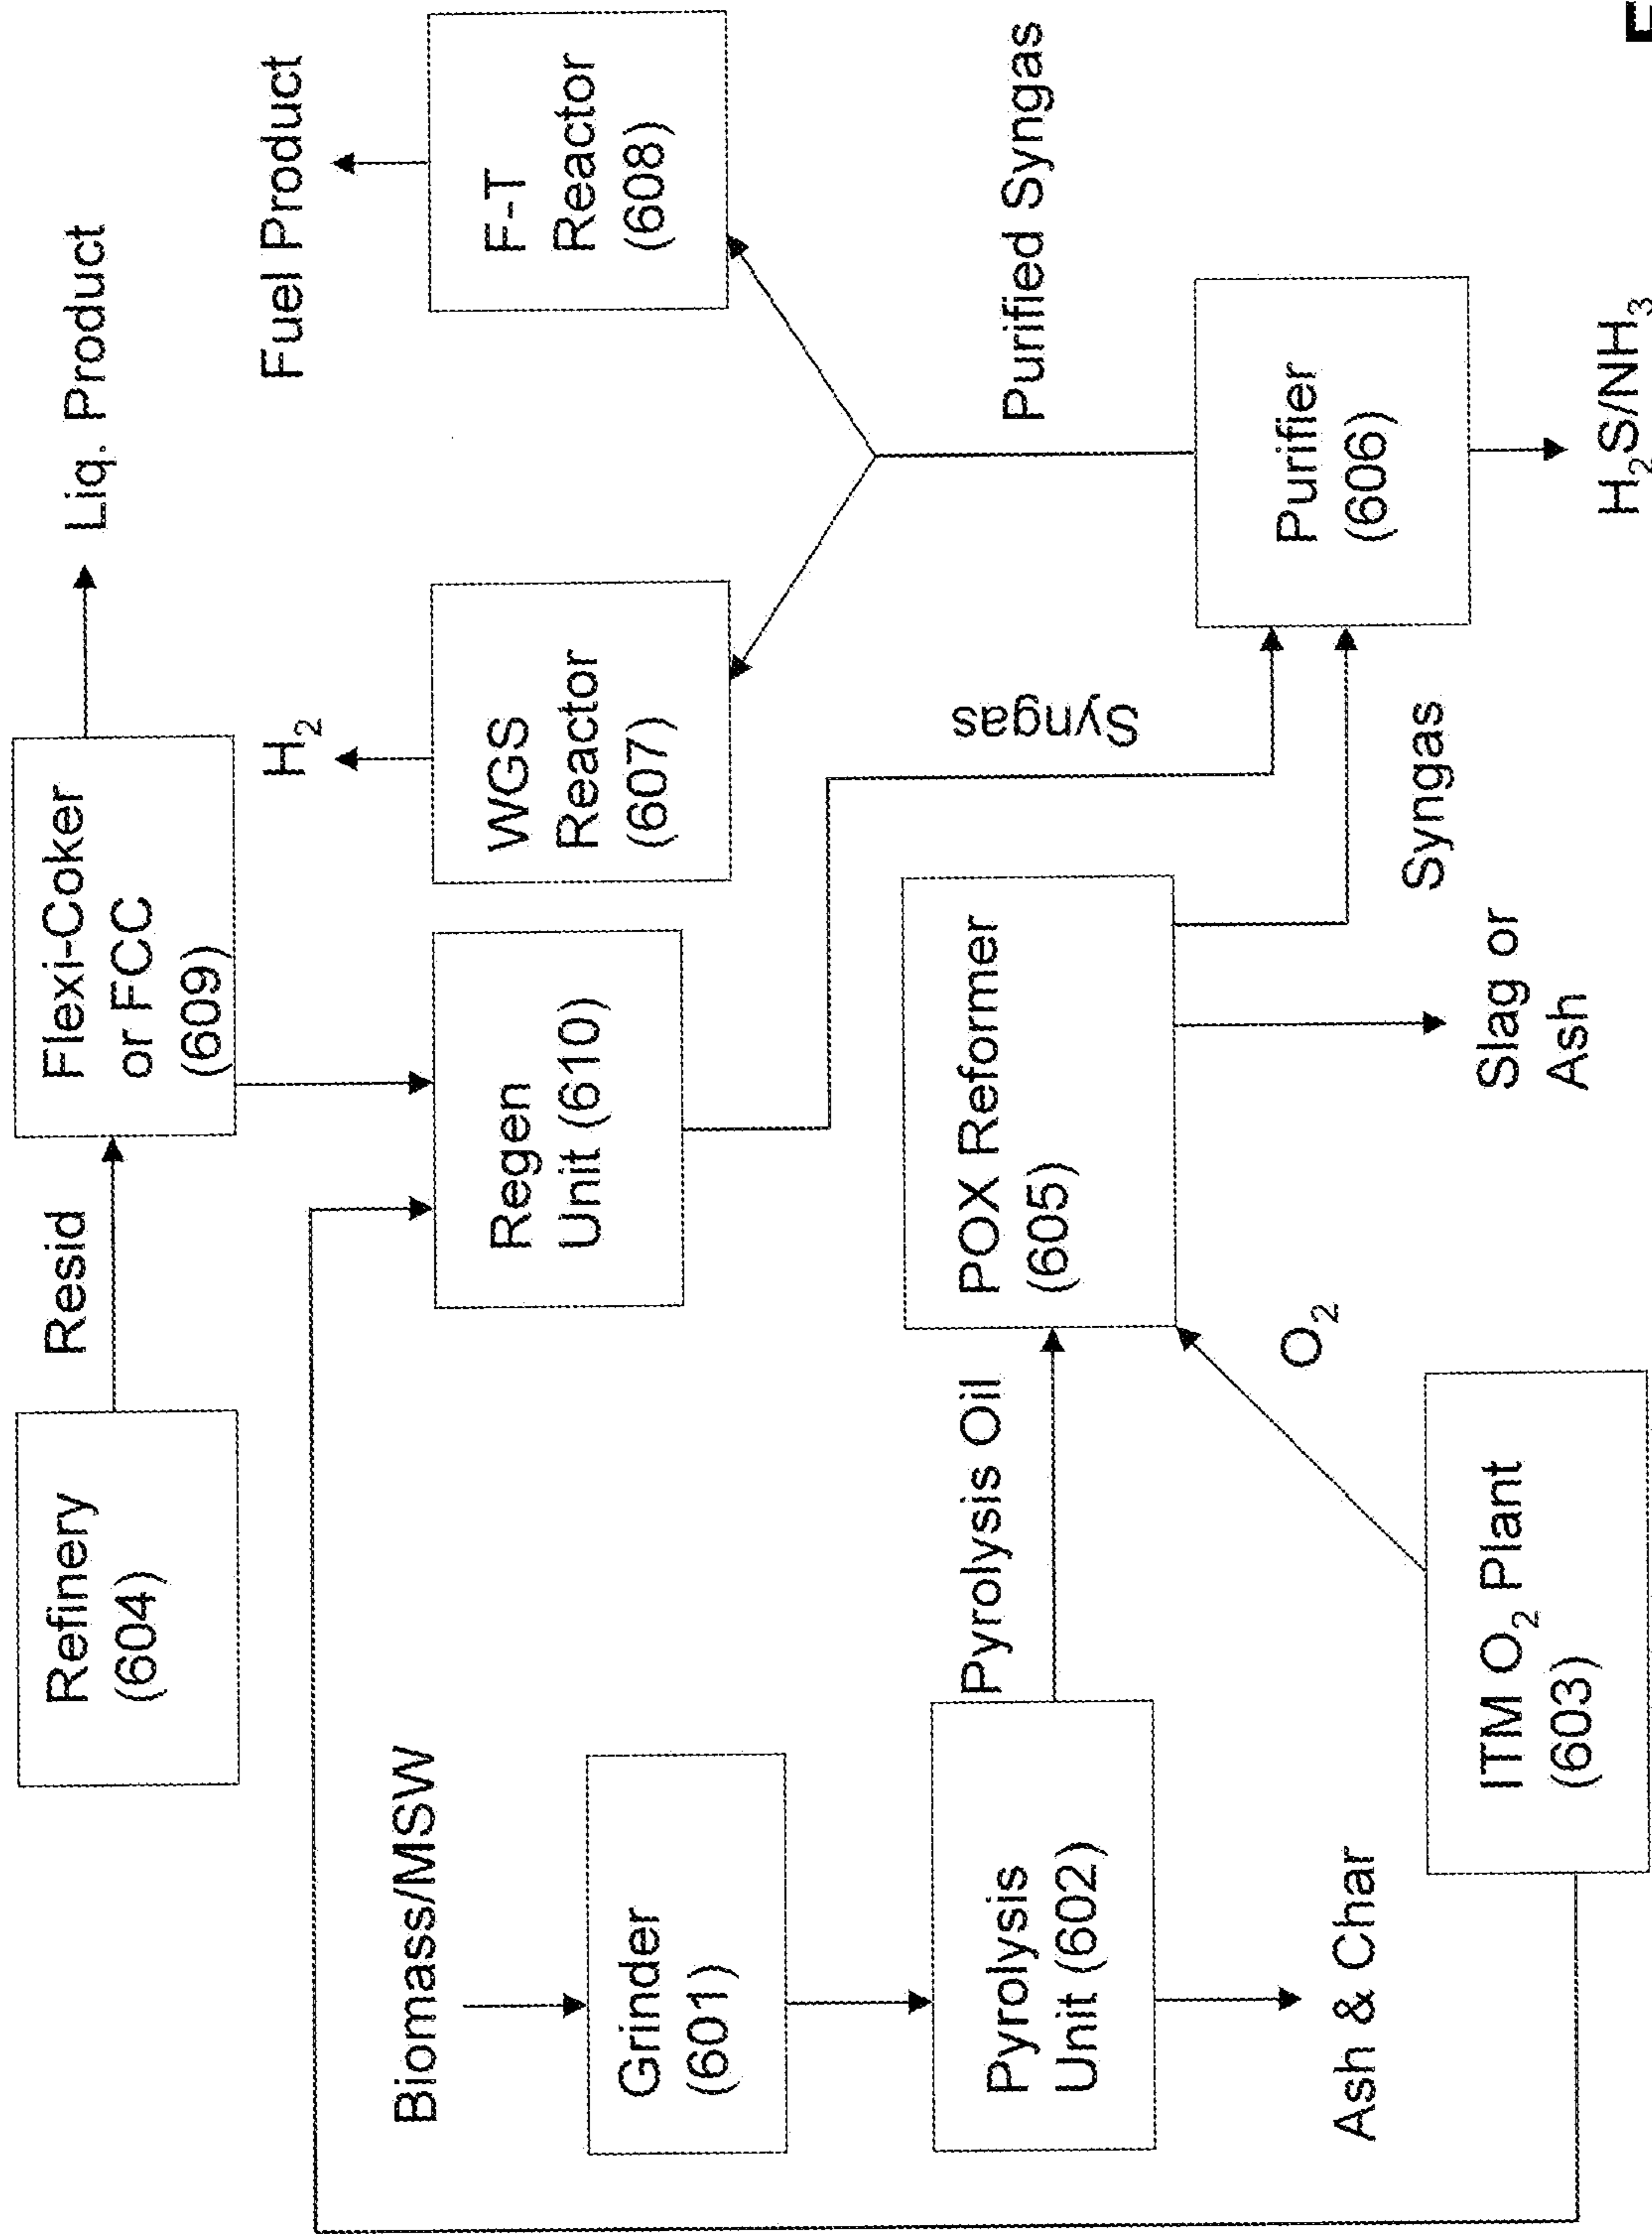 Refinery
(604)
Resid
Flexi-Coker
or FCC
(609)
Liq. Product
Biomass/MSW
Grinder
(601)
Pyrolysis
Unit (602)
Ash & Char
Pyrolysis Oil
ITM O₂ Plant
(603)
O₂
Regen
Unit (610)
POX Reformer
(605)
Slag or
Ash
Syngas
Syngas
H₂
WGS
Reactor
(607)
Fuel Product
F-T
Reactor
(608)
Purified Syngas
Purifier
(606)
H₂S/NH₃